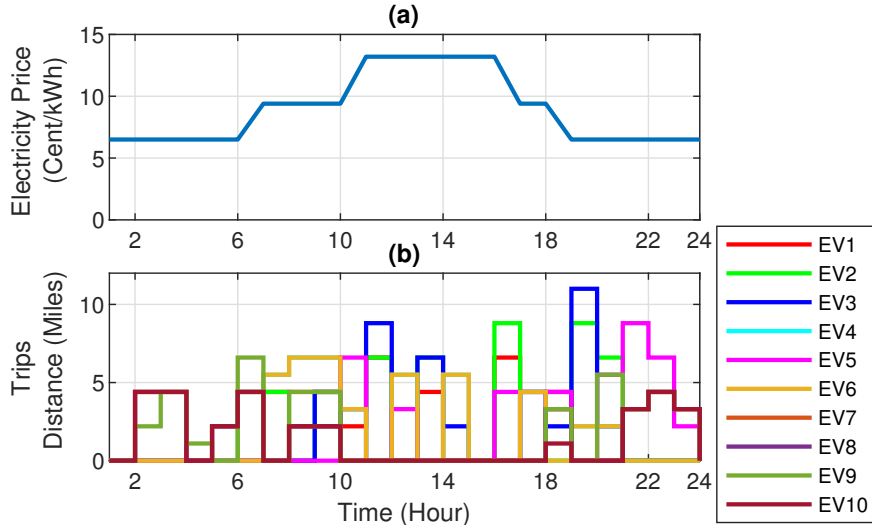 (a)
15
10
5
0
Electricity Price
(Cent/kWh)
2 6 10 14 18 22 24
(b)
10
5
0
Trips
Distance (Miles)
2 6 10 14 18 22 24
Time (Hour)
EV1
EV2
EV3
EV4
EV5
EV6
EV7
EV8
EV9
EV10